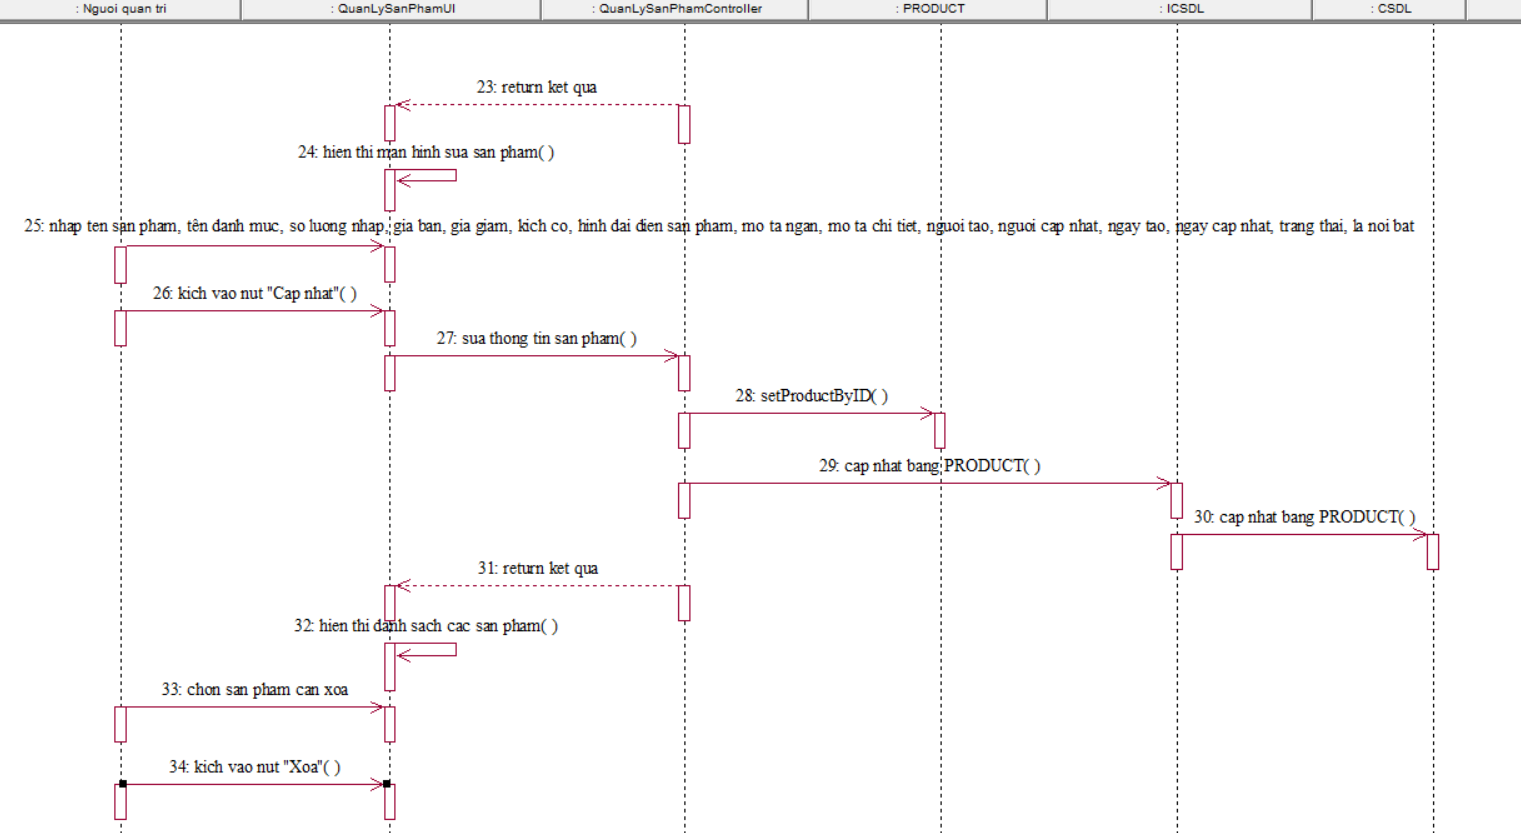 : Nguoi quan tri
: QuanLySanPhamUI
: QuanLySanPhamController
: PRODUCT
: ICSDL
: CSDL
23: return ket qua
24: hien thi man hinh sua san pham( )
25: nhap ten san pham, tên danh muc, so luong nhap, gia ban, gia giam, kich co, hinh dai dien san pham, mo ta ngan, mo ta chi tiet, nguoi tao, nguoi cap nhat, ngay tao, ngay cap nhat, trang thai, la noi bat
26: kich vao nut "Cap nhat"( )
27: sua thong tin san pham( )
28: setProductByID( )
29: cap nhat bang PRODUCT( )
30: cap nhat bang PRODUCT( )
31: return ket qua
32: hien thi danh sach cac san pham( )
33: chon san pham can xoa
34: kich vao nut "Xoa"( )